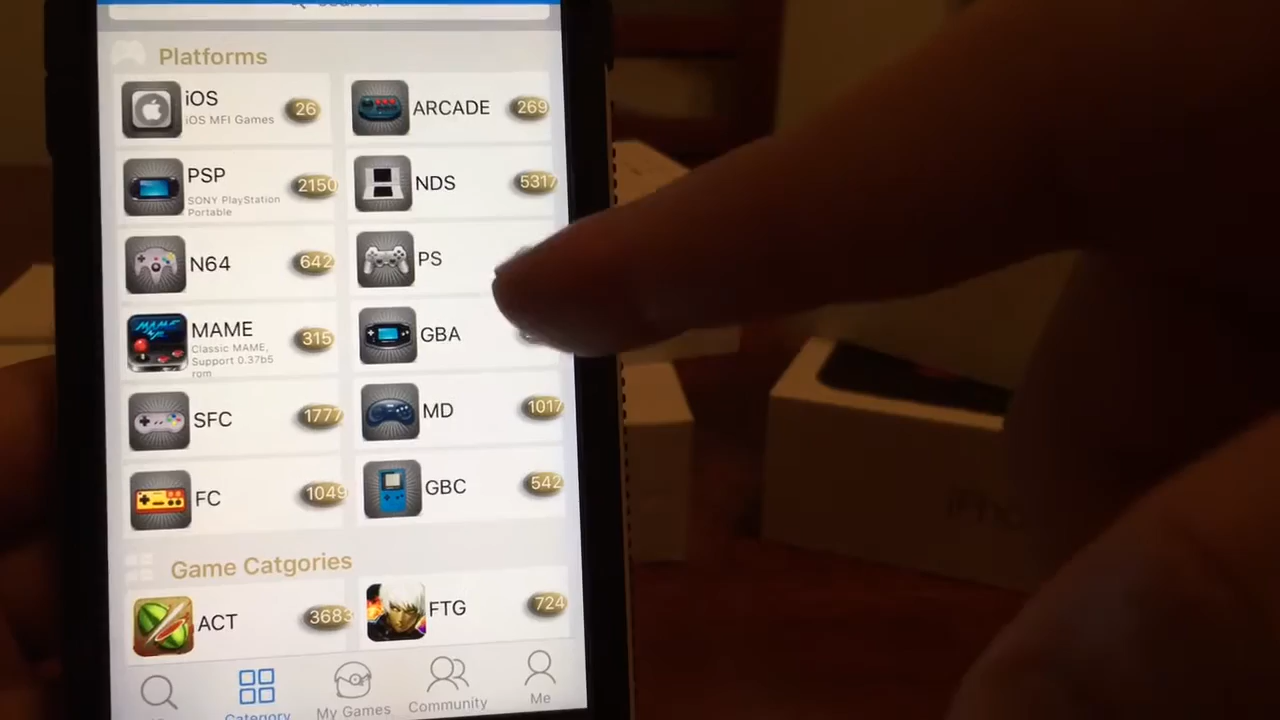 Platforms
iOS
iOS MFI Games
26
ARCADE
269
PSP
SONY PlayStation
Portable
2150
NDS
5317
N64
642
PS
MAME
Classic MAME,
Support 0.37b5
rom
315
GBA
SFC
1777
MD
1017
FC
1049
GBC
542
Game Catgories
ACT
3683
FTG
724
Category
My Games
Community
Me